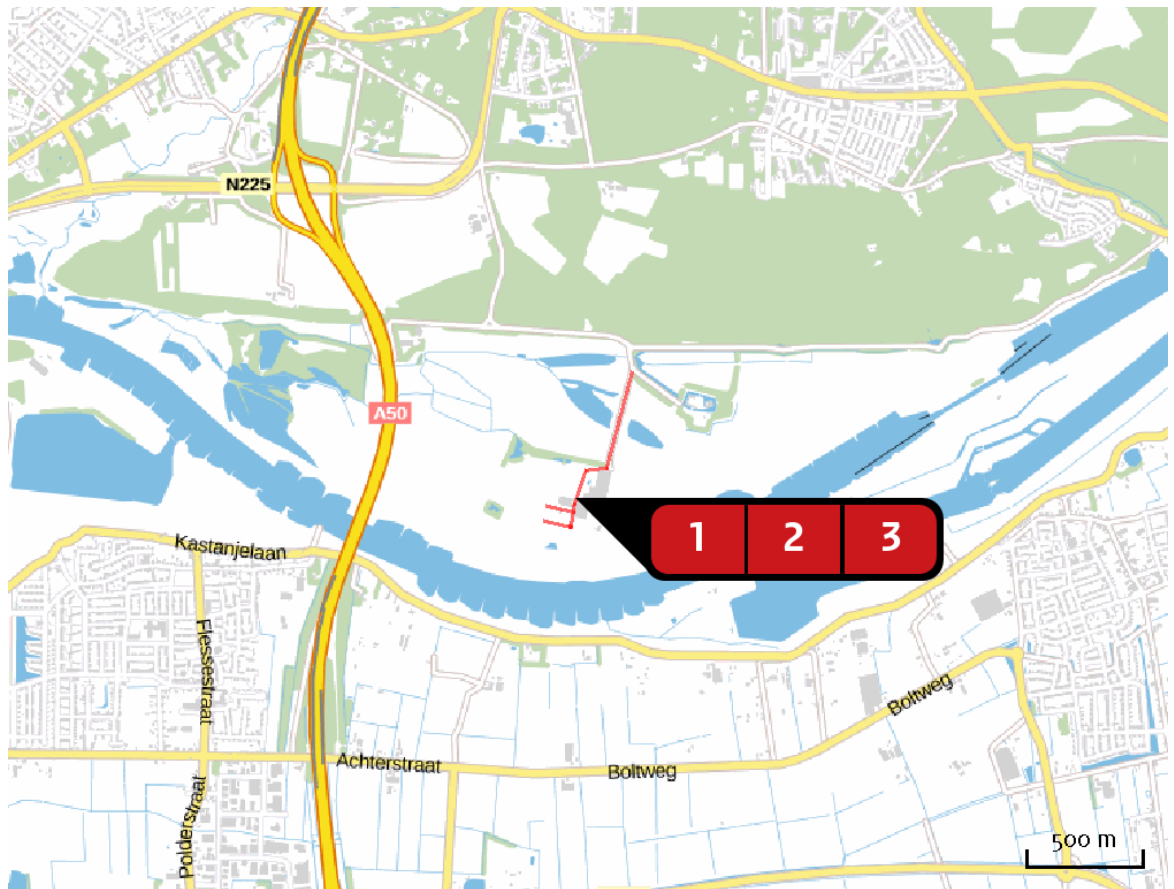 N225
A50
1 2 3
Kastanjelaan
Flessestraat
Boltweg
Achterstraat
Boltweg
Polderstraat
500 m